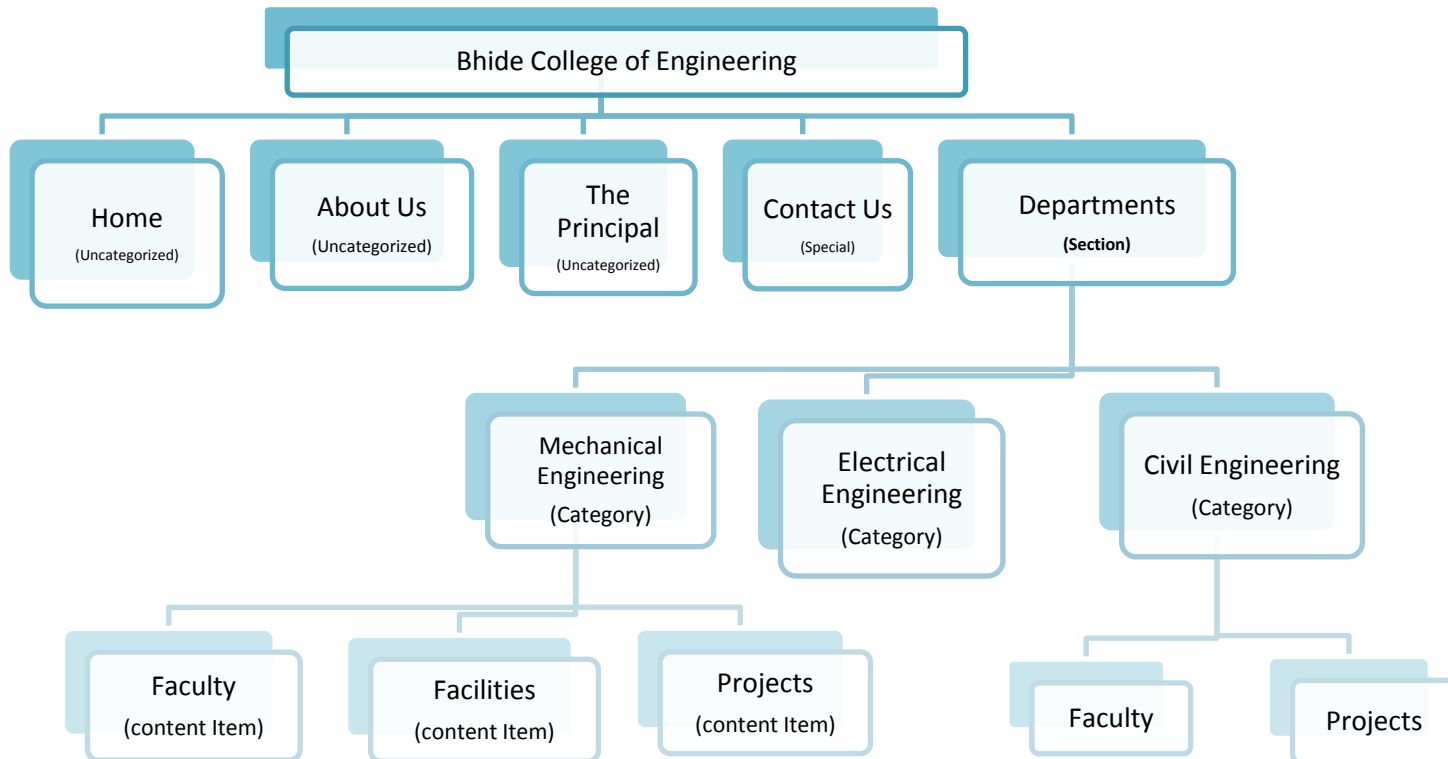 Bhide College of Engineering
Home
(Uncategorized)
About Us
(Uncategorized)
The
Principal
(Uncategorized)
Contact Us
(Special)
Departments
(Section)
Mechanical
Engineering
(Category)
Electrical
Engineering
(Category)
Civil Engineering
(Category)
Faculty
(content Item)
Facilities
(content Item)
Projects
(content Item)
Faculty
Projects